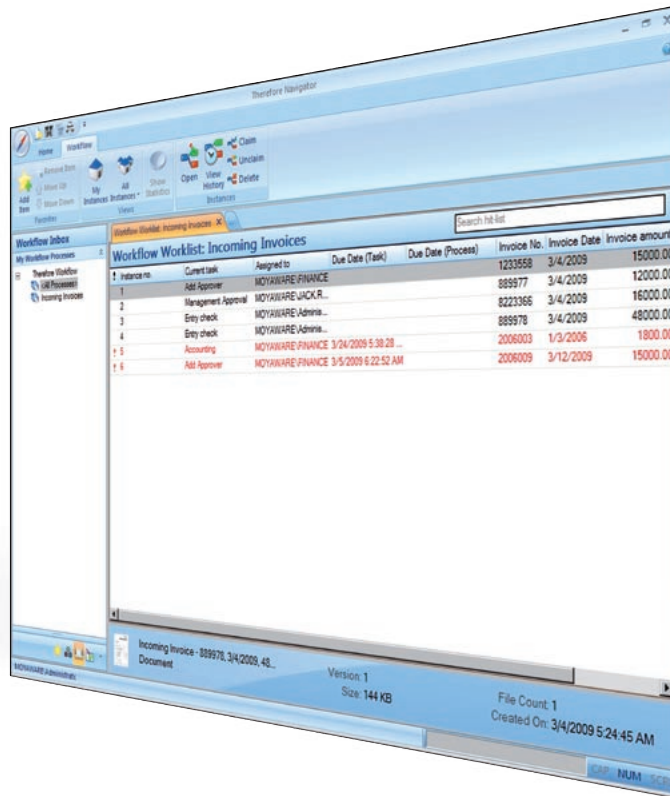 Therefore Navigator
Home Workflow
Add Item
Remove Item
Move Up
Move Down
Favorites
My Instances
All Instances
Views
Show Statistics
Open
View History
Claim
Unclaim
Delete
Instances
Workflow Inbox
My Workflow Processes
Therefore Workflow
<All Processes>
Incoming Invoices
Workflow Worklist: Incoming Invoices X
Search hit-list
Workflow Worklist: Incoming Invoices
! Instance no. Current task Assigned to Due Date (Task) Due Date (Process) Invoice No. Invoice Date Invoice amount
1 Add Approver MOYAWARE\FINANCE 1233558 3/4/2009 15000.00
2 Management Approval MOYAWARE\JACK.R... 889977 3/4/2009 12000.00
3 Entry check MOYAWARE\Adminis... 8223366 3/4/2009 16000.00
4 Entry check MOYAWARE\Adminis... 889978 3/4/2009 48000.00
! 5 Accounting MOYAWARE\FINANCE 3/24/2009 5:38:28 ... 2006003 1/3/2006 1800.00
! 6 Add Approver MOYAWARE\FINANCE 3/5/2009 6:22:52 AM 2006009 3/12/2009 15000.00
Incoming Invoice - 889978, 3/4/2009, 48...
Document
Version: 1
Size: 144 KB
File Count: 1
Created On: 3/4/2009 5:24:45 AM
MOYAWARE\Administrato
CAP NUM SCRL